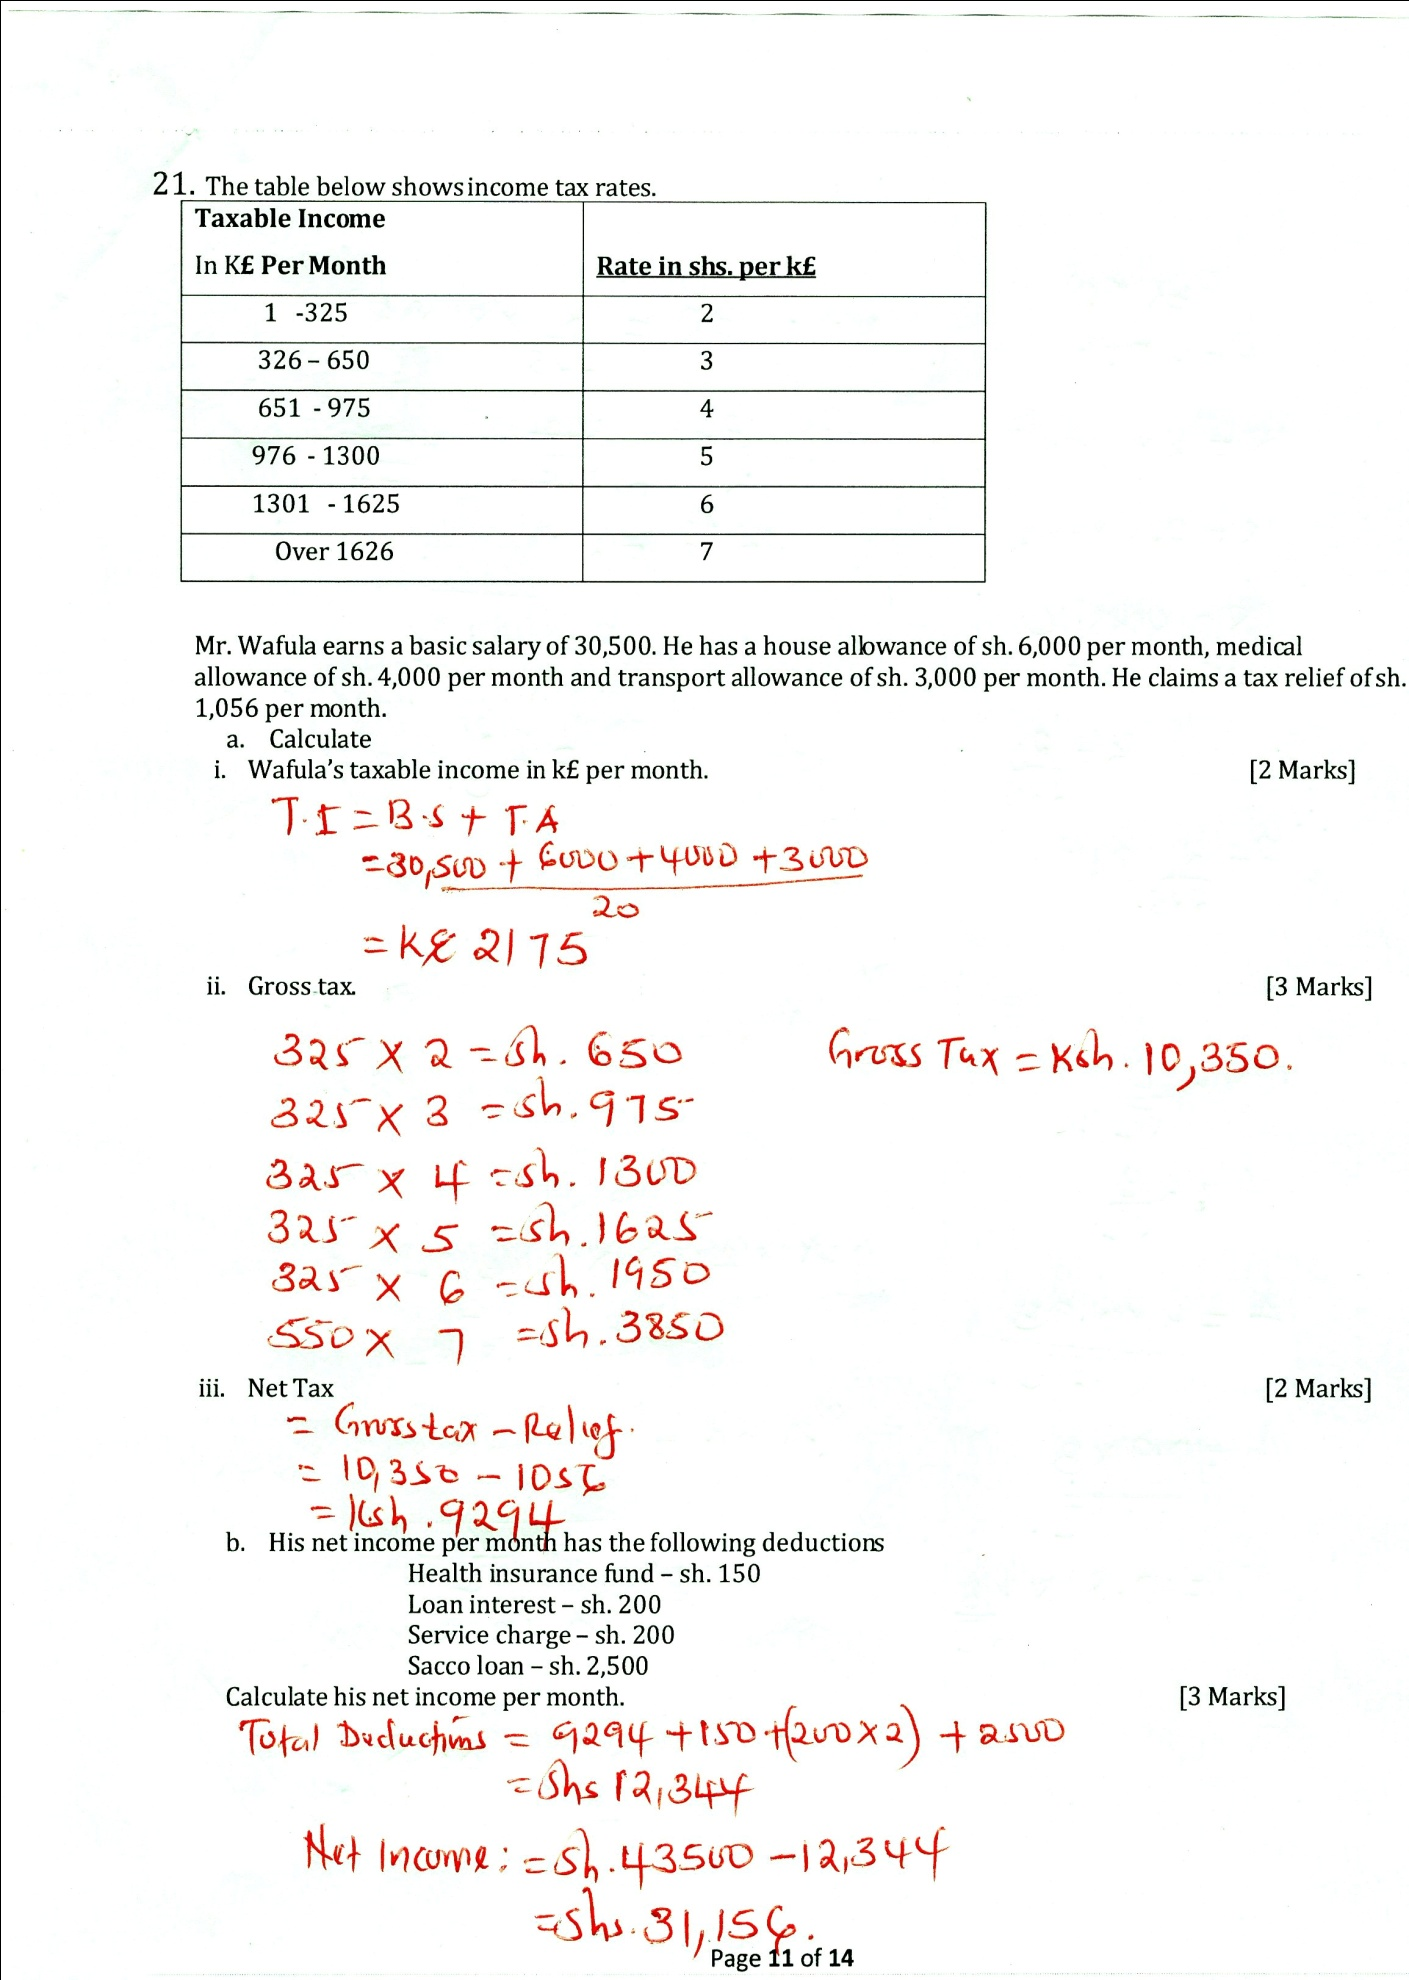 21. The table below shows income tax rates.
Taxable Income
In K£ Per Month Rate in shs. per k£
1 -325 2
326 – 650 3
651 - 975 4
976 - 1300 5
1301 - 1625 6
Over 1626 7
Mr. Wafula earns a basic salary of 30,500. He has a house allowance of sh. 6,000 per month, medical
allowance of sh. 4,000 per month and transport allowance of sh. 3,000 per month. He claims a tax relief of sh.
1,056 per month.
a. Calculate
i. Wafula's taxable income in k£ per month. [2 Marks]
T.I = B.S + T.A
= 30,500 + 6000 + 4000 + 3000
20
= K£ 2175
ii. Gross tax. [3 Marks]
325 × 2 = sh. 650 Gross Tax = Ksh. 10,350.
325 × 3 = sh. 975
325 × 4 = sh. 1300
325 × 5 = sh. 1625
325 × 6 = sh. 1950
550 × 7 = sh. 3850
iii. Net Tax [2 Marks]
= Gross tax – Relief.
= 10,350 – 1056
= Ksh. 9294
b. His net income per month has the following deductions
Health insurance fund – sh. 150
Loan interest – sh. 200
Service charge – sh. 200
Sacco loan – sh. 2,500
Calculate his net income per month. [3 Marks]
Total Deductions = 9294 + 150 + (200 × 2) + 2500
= Shs 12,344
Net Income: = Sh. 43500 – 12,344
= Shs. 31,156.
Page 11 of 14